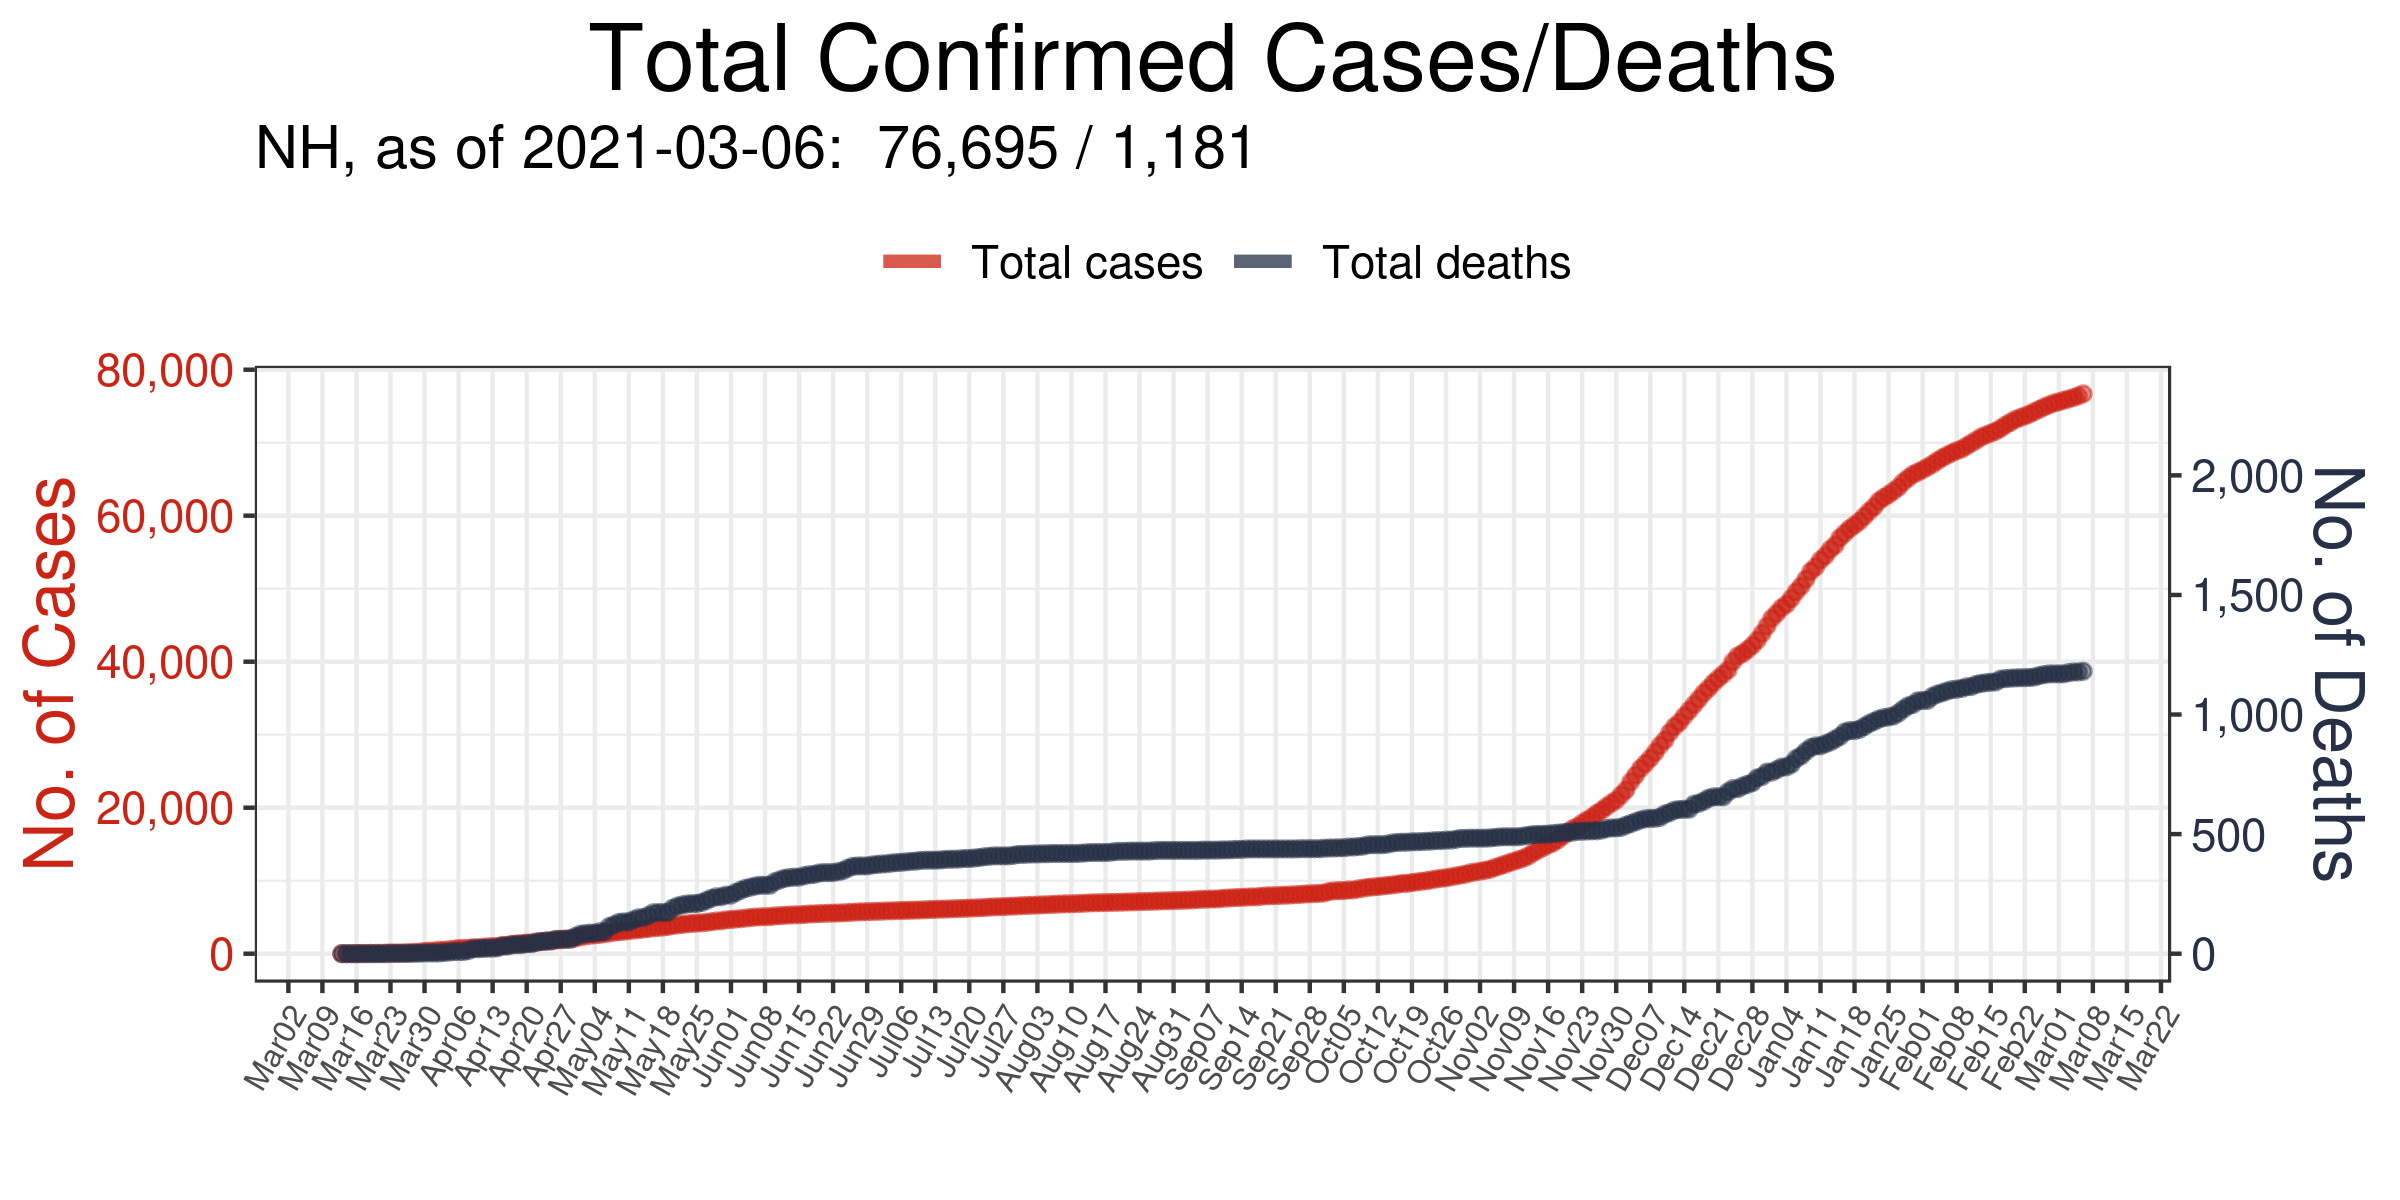 Total Confirmed Cases/Deaths
NH, as of 2021-03-06:  76,695 / 1,181
Total cases
Total deaths
No. of Cases
80,000
60,000
40,000
20,000
0
2,000
1,500
1,000
500
0
No. of Deaths
Mar02
Mar09
Mar16
Mar23
Mar30
Apr06
Apr13
Apr20
Apr27
May04
May11
May18
May25
Jun01
Jun08
Jun15
Jun22
Jun29
Jul06
Jul13
Jul20
Jul27
Aug03
Aug10
Aug17
Aug24
Aug31
Sep07
Sep14
Sep21
Sep28
Oct05
Oct12
Oct19
Oct26
Nov02
Nov09
Nov16
Nov23
Nov30
Dec07
Dec14
Dec21
Dec28
Jan04
Jan11
Jan18
Jan25
Feb01
Feb08
Feb15
Feb22
Mar01
Mar08
Mar15
Mar22